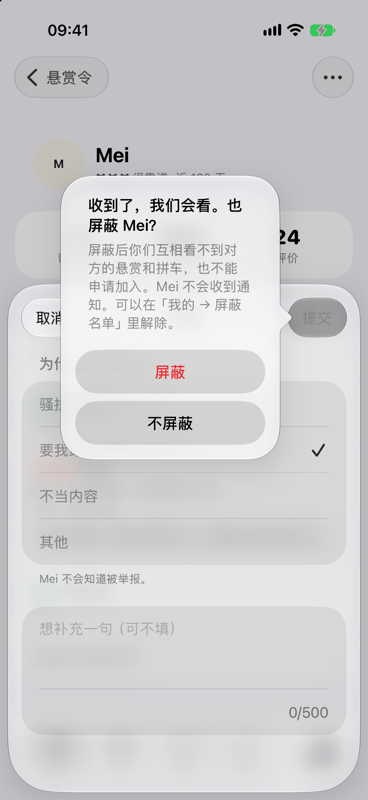 09:41
悬赏令
M
Mei
24
评价
收到了，我们会看。也
屏蔽 Mei？
屏蔽后你们互相看不到对
方的悬赏和拼车，也不能
申请加入。Mei 不会收到通
知。可以在「我的 → 屏蔽
名单」里解除。
屏蔽
不屏蔽
取消
提交
为什
骚扰
要我
不当内容
其他
Mei 不会知道被举报。
想补充一句（可不填）
0/500